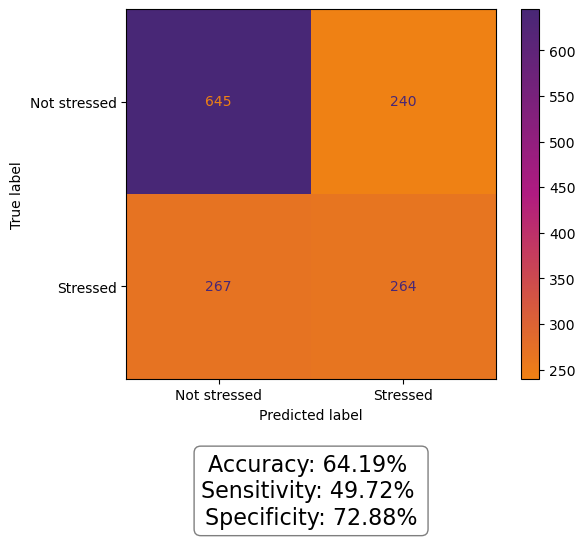 Not stressed
645
240
Stressed
267
264
True label
Not stressed
Stressed
Predicted label
600
550
500
450
400
350
300
250
Accuracy: 64.19%
Sensitivity: 49.72%
Specificity: 72.88%